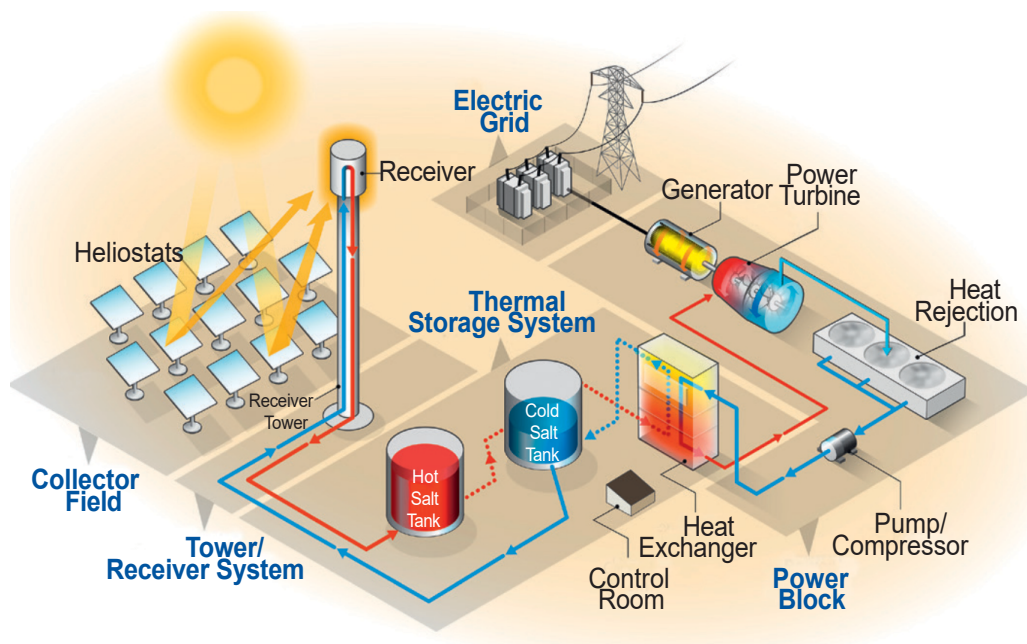 Electric
Grid
Receiver
Generator
Power
Turbine
Heliostats
Thermal
Storage System
Heat
Rejection
Receiver
Tower
Cold
Salt
Tank
Hot
Salt
Tank
Collector
Field
Tower/
Receiver System
Heat
Exchanger
Control
Room
Pump/
Compressor
Power
Block